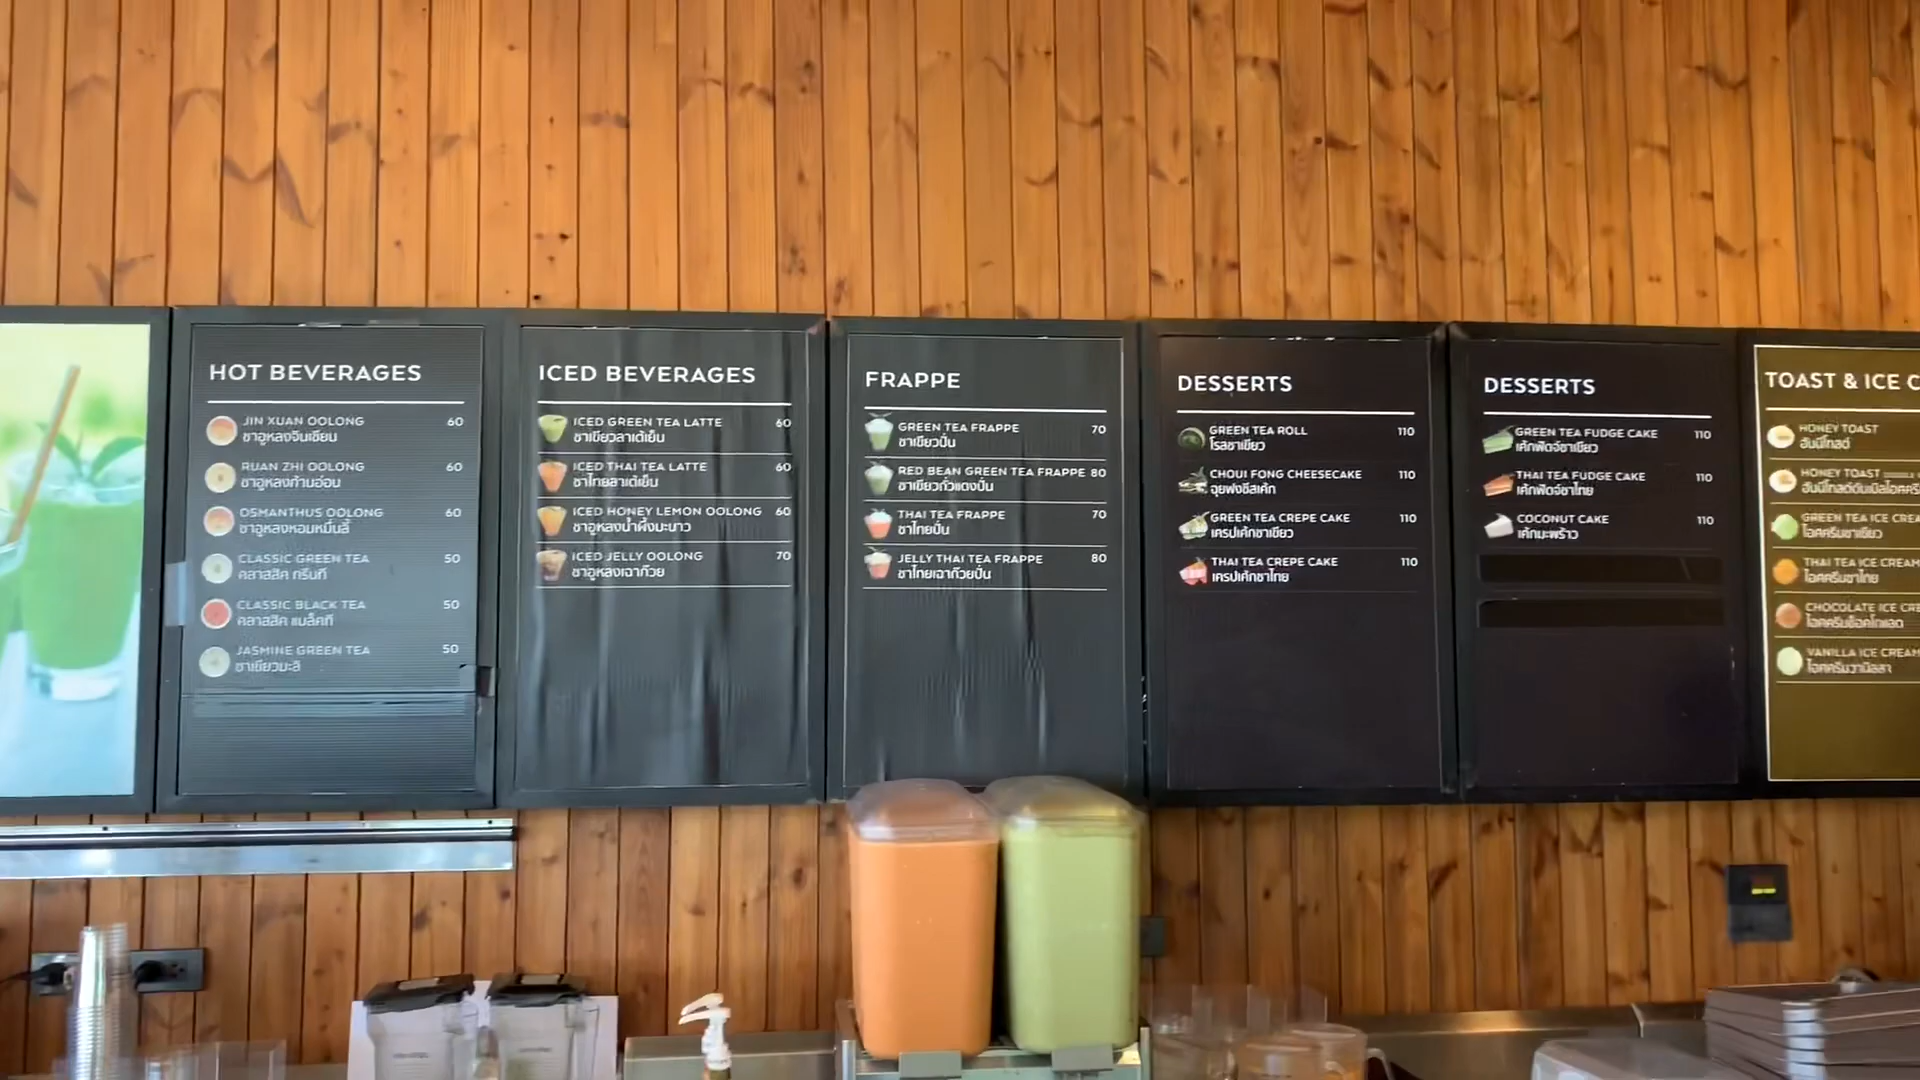 HOT BEVERAGES
JIN XUAN OOLONG 60
ชาอูหลงจินเซียน
RUAN ZHI OOLONG 60
ชาอูหลงก้านอ่อน
OSMANTHUS OOLONG 60
ชาอูหลงหอมหมื่นลี้
CLASSIC GREEN TEA 50
คลาสสิค กรีนที
CLASSIC BLACK TEA 50
คลาสสิค แบล็คที
JASMINE GREEN TEA 50
ชาเขียวมะลิ
ICED BEVERAGES
ICED GREEN TEA LATTE 60
ชาเขียวลาเต้เย็น
ICED THAI TEA LATTE 60
ชาไทยลาเต้เย็น
ICED HONEY LEMON OOLONG 60
ชาอูหลงน้ำผึ้งมะนาว
ICED JELLY OOLONG 70
ชาอูหลงเฉาก๊วย
FRAPPE
GREEN TEA FRAPPE 70
ชาเขียวปั่น
RED BEAN GREEN TEA FRAPPE 80
ชาเขียวถั่วแดงปั่น
THAI TEA FRAPPE 70
ชาไทยปั่น
JELLY THAI TEA FRAPPE 80
ชาไทยเฉาก๊วยปั่น
DESSERTS
GREEN TEA ROLL 110
โรลชาเขียว
CHOUI FONG CHEESECAKE 110
ฉุยฟงชีสเค้ก
GREEN TEA CREPE CAKE 110
เครปเค้กชาเขียว
THAI TEA CREPE CAKE 110
เครปเค้กชาไทย
DESSERTS
GREEN TEA FUDGE CAKE 110
เค้กฟัดจ์ชาเขียว
THAI TEA FUDGE CAKE 110
เค้กฟัดจ์ชาไทย
COCONUT CAKE 110
เค้กมะพร้าว
TOAST & ICE C
HONEY TOAST
ฮันนี่โทสต์
HONEY TOAST
ฮันนี่โทสต์ดับเบิลไอศครี
GREEN TEA ICE CREA
ไอศครีมชาเขียว
THAI TEA ICE CREAM
ไอศครีมชาไทย
CHOCOLATE ICE CRE
ไอศครีมช็อคโกแลต
VANILLA ICE CREAM
ไอศครีมวานิลลา